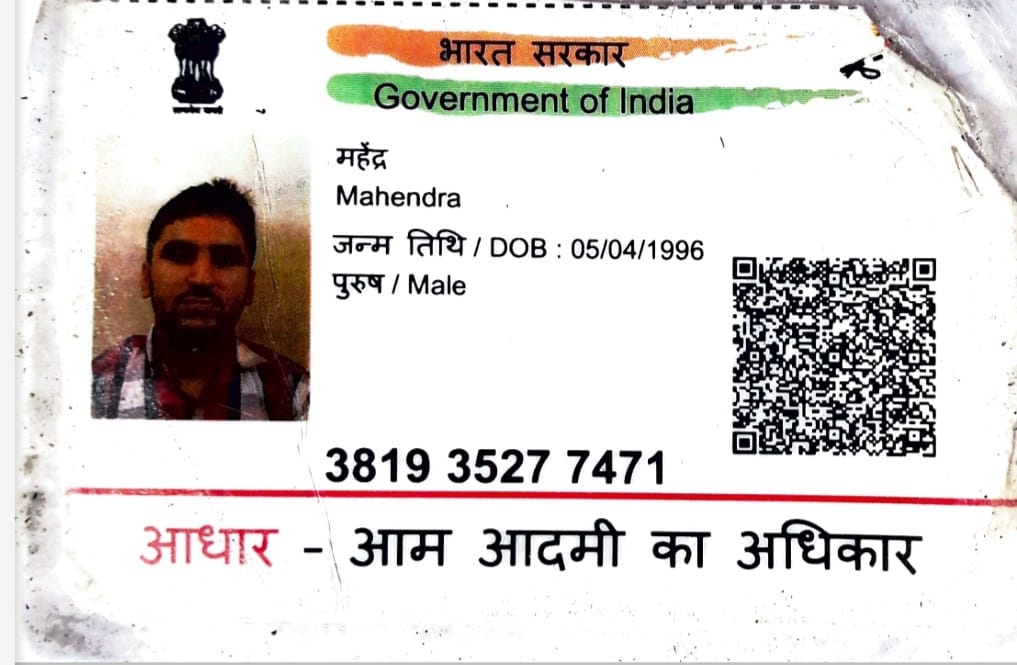 भारत सरकार
Government of India
महेंद्र
Mahendra
जन्म तिथि / DOB : 05/04/1996
पुरुष / Male
3819 3527 7471
आधार - आम आदमी का अधिकार